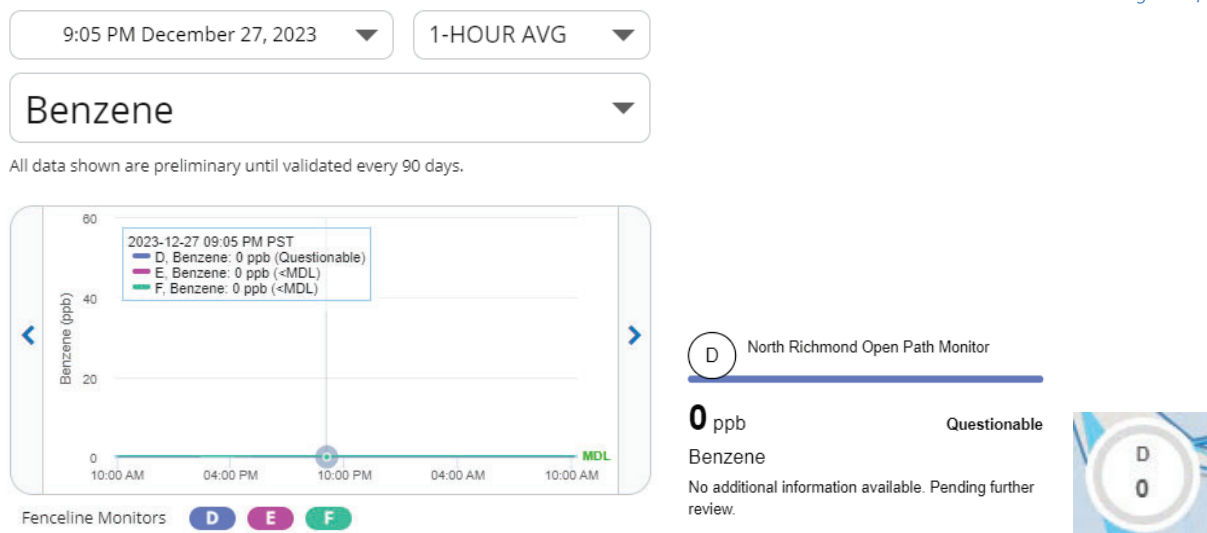 9:05 PM December 27, 2023
1-HOUR AVG
Benzene
All data shown are preliminary until validated every 90 days.
60
40
20
0
Benzene (ppb)
2023-12-27 09:05 PM PST
D, Benzene: 0 ppb (Questionable)
E, Benzene: 0 ppb (<MDL)
F, Benzene: 0 ppb (<MDL)
MDL
10:00 AM 04:00 PM 10:00 PM 04:00 AM 10:00 AM
Fenceline Monitors D E F
D North Richmond Open Path Monitor
0 ppb Questionable
Benzene
No additional information available. Pending further
review.
D
0